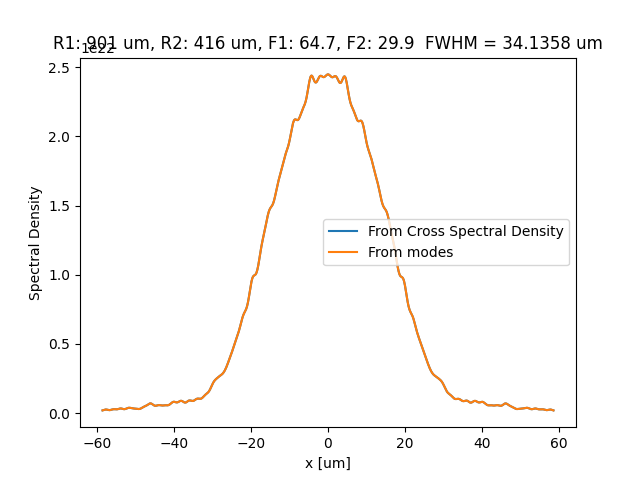 R1: 901 um, R2: 416 um, F1: 64.7, F2: 29.9  FWHM = 34.1358 um
1e22
2.5
2.0
1.5
1.0
0.5
0.0
Spectral Density
From Cross Spectral Density
From modes
−60 −40 −20 0 20 40 60
x [um]